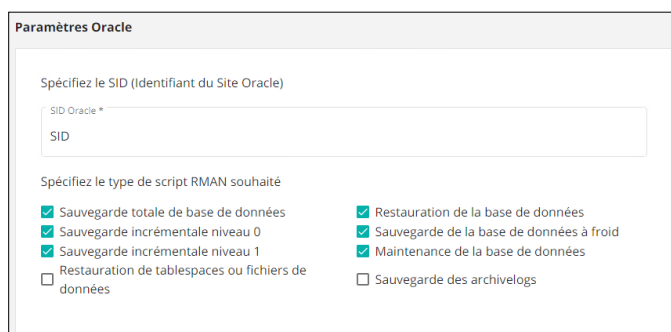 Paramètres Oracle
Spécifiez le SID (Identifiant du Site Oracle)
SID Oracle *
SID
Spécifiez le type de script RMAN souhaité
Sauvegarde totale de base de données
Restauration de la base de données
Sauvegarde incrémentale niveau 0
Sauvegarde de la base de données à froid
Sauvegarde incrémentale niveau 1
Maintenance de la base de données
Restauration de tablespaces ou fichiers de
données
Sauvegarde des archivelogs